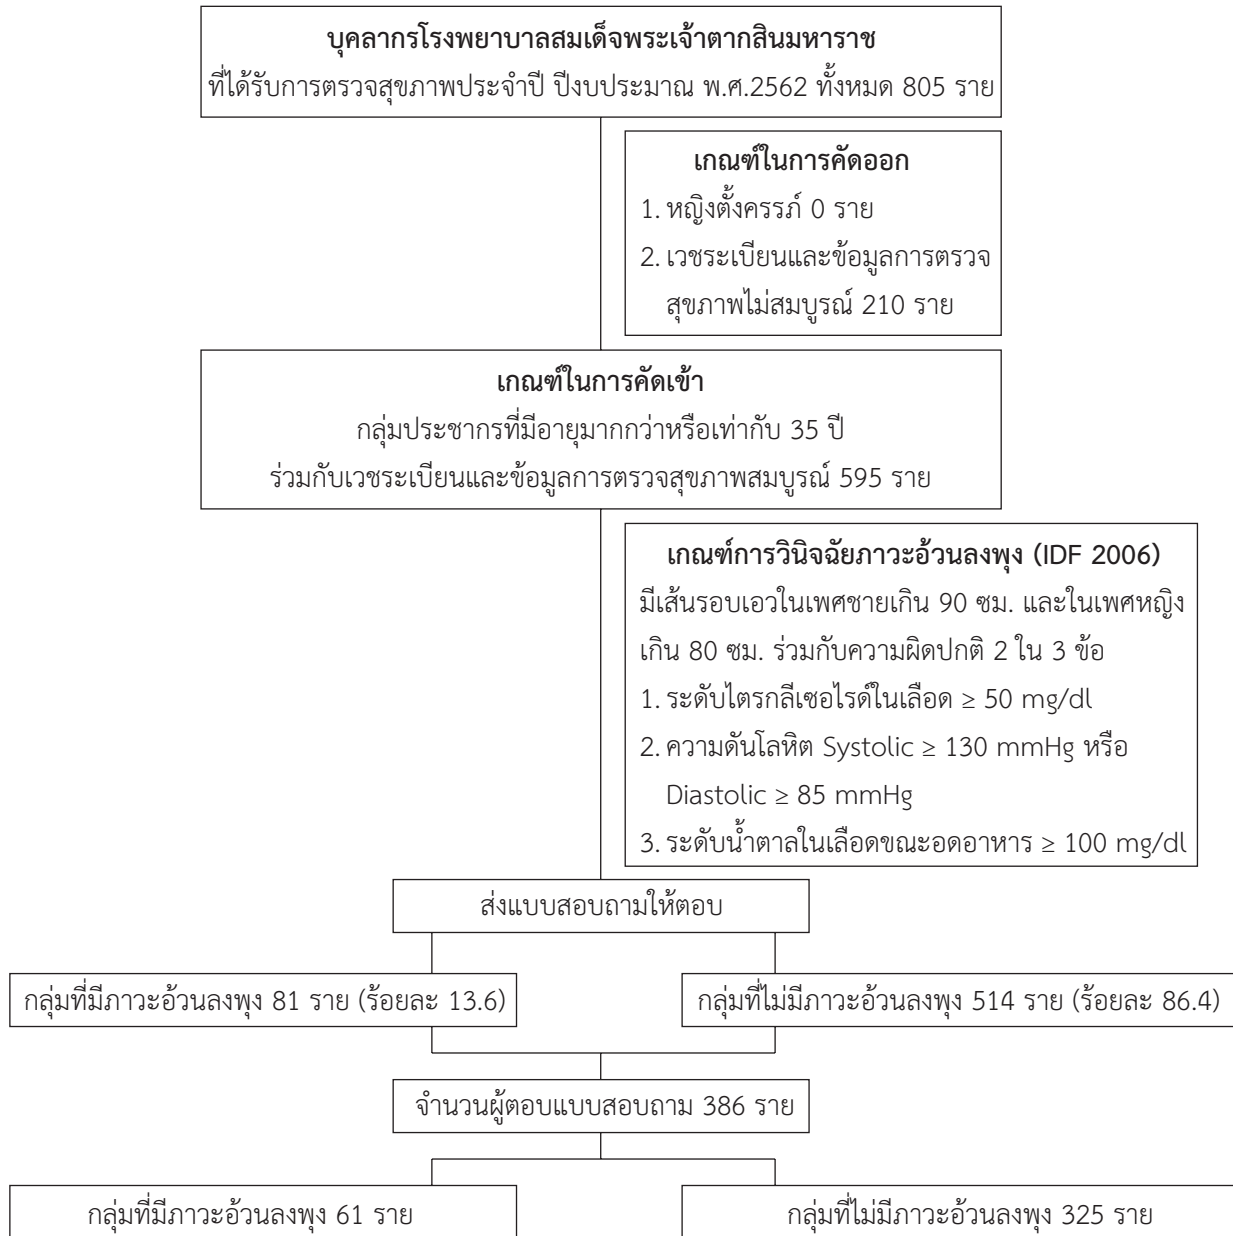 บุคลากรโรงพยาบาลสมเด็จพระเจ้าตากสินมหาราช
ที่ได้รับการตรวจสุขภาพประจำปี ปีงบประมาณ พ.ศ.2562 ทั้งหมด 805 ราย
เกณฑ์ในการคัดออก
1. หญิงตั้งครรภ์ 0 ราย
2. เวชระเบียนและข้อมูลการตรวจ
สุขภาพไม่สมบูรณ์ 210 ราย
เกณฑ์ในการคัดเข้า
กลุ่มประชากรที่มีอายุมากกว่าหรือเท่ากับ 35 ปี
ร่วมกับเวชระเบียนและข้อมูลการตรวจสุขภาพสมบูรณ์ 595 ราย
เกณฑ์การวินิจฉัยภาวะอ้วนลงพุง (IDF 2006)
มีเส้นรอบเอวในเพศชายเกิน 90 ซม. และในเพศหญิง
เกิน 80 ซม. ร่วมกับความผิดปกติ 2 ใน 3 ข้อ
1. ระดับไตรกลีเซอไรด์ในเลือด ≥ 50 mg/dl
2. ความดันโลหิต Systolic ≥ 130 mmHg หรือ
Diastolic ≥ 85 mmHg
3. ระดับน้ำตาลในเลือดขณะอดอาหาร ≥ 100 mg/dl
ส่งแบบสอบถามให้ตอบ
กลุ่มที่มีภาวะอ้วนลงพุง 81 ราย (ร้อยละ 13.6)
กลุ่มที่ไม่มีภาวะอ้วนลงพุง 514 ราย (ร้อยละ 86.4)
จำนวนผู้ตอบแบบสอบถาม 386 ราย
กลุ่มที่มีภาวะอ้วนลงพุง 61 ราย
กลุ่มที่ไม่มีภาวะอ้วนลงพุง 325 ราย